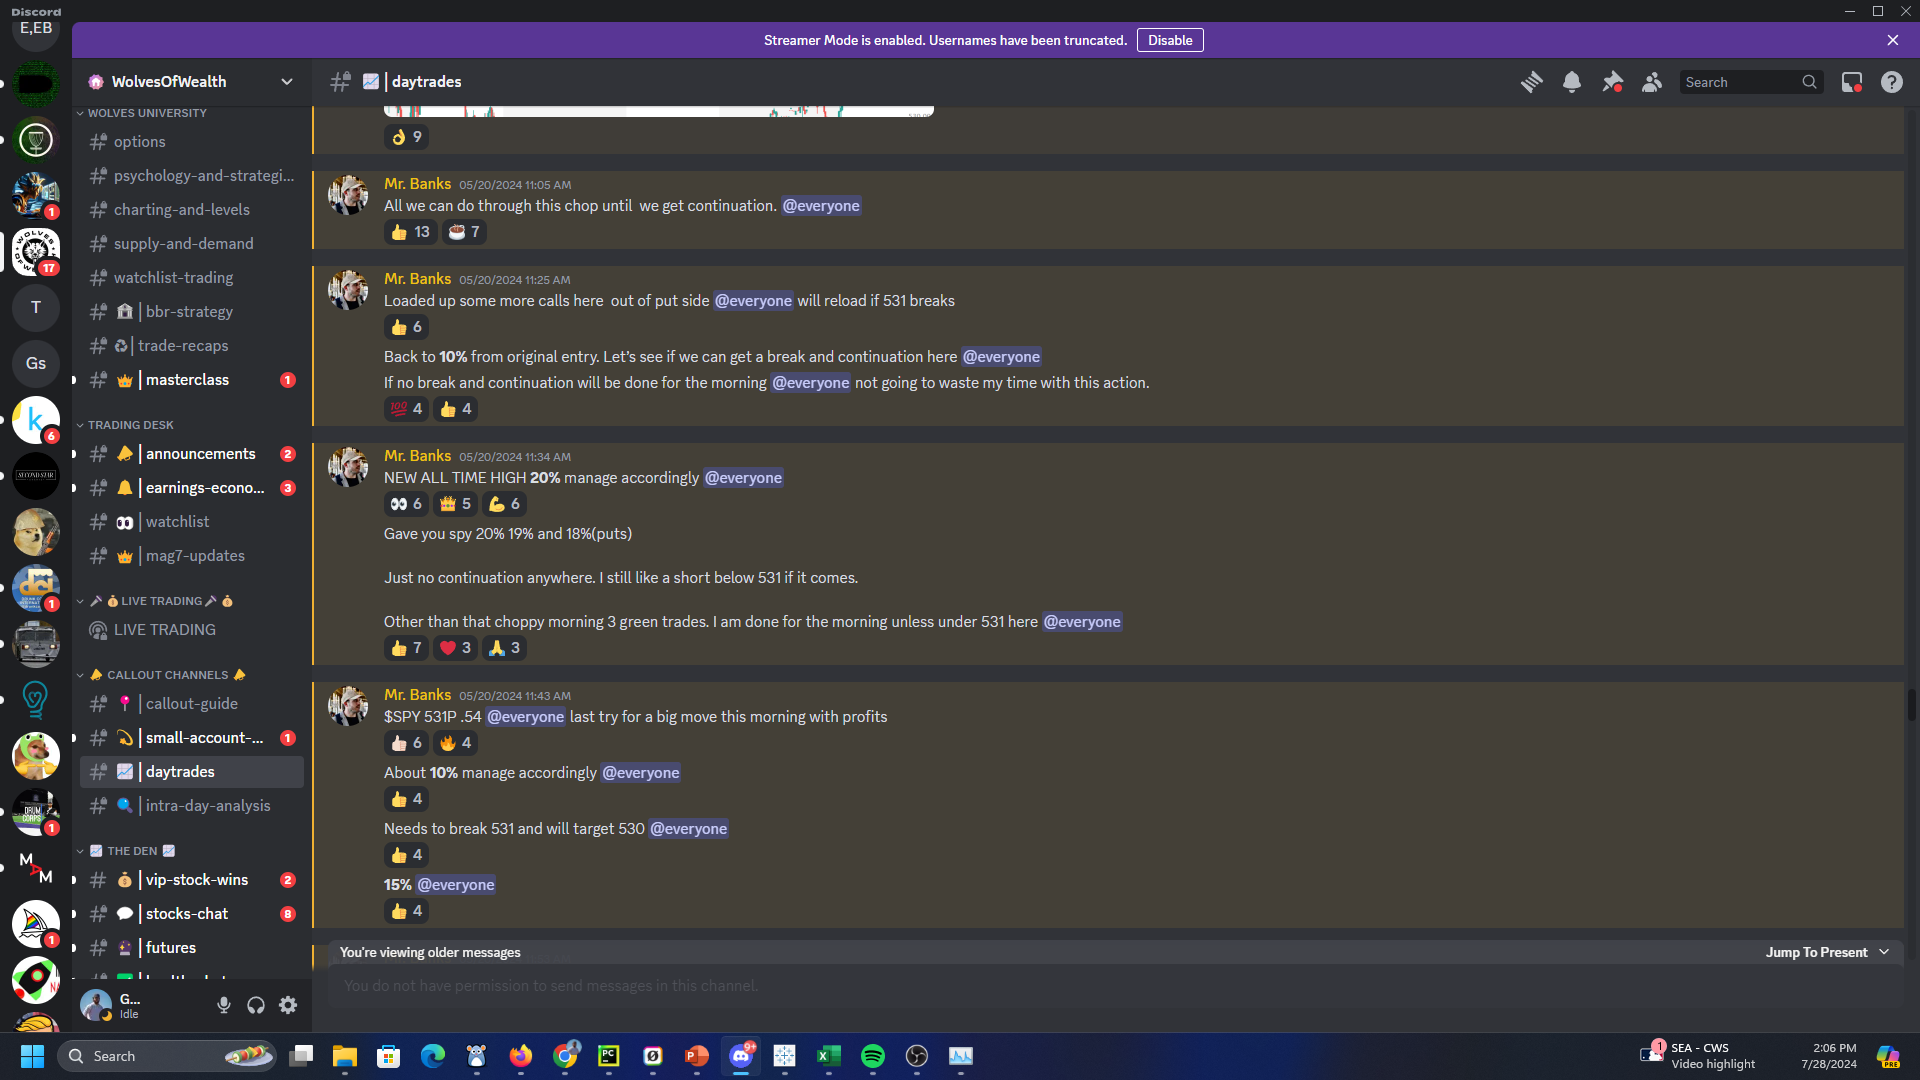 Discord
E,EB
Streamer Mode is enabled. Usernames have been truncated.
Disable
WolvesOfWealth
| daytrades
Search
WOLVES UNIVERSITY
options
psychology-and-strategi...
charting-and-levels
supply-and-demand
watchlist-trading
| bbr-strategy
| trade-recaps
| masterclass
1
TRADING DESK
| announcements
2
| earnings-econo...
3
| watchlist
| mag7-updates
LIVE TRADING
LIVE TRADING
CALLOUT CHANNELS
| callout-guide
| small-account-...
1
| daytrades
| intra-day-analysis
THE DEN
| vip-stock-wins
2
| stocks-chat
8
| futures
1
17
T
Gs
k
6
SECOND STAR
dci
1
1
DRUM CORPS
1
M A M
1
G...
Idle
9
Mr. Banks 05/20/2024 11:05 AM
All we can do through this chop until we get continuation. @everyone
13 7
Mr. Banks 05/20/2024 11:25 AM
Loaded up some more calls here out of put side @everyone will reload if 531 breaks
6
Back to 10% from original entry. Let's see if we can get a break and continuation here @everyone
If no break and continuation will be done for the morning @everyone not going to waste my time with this action.
100 4 4
Mr. Banks 05/20/2024 11:34 AM
NEW ALL TIME HIGH 20% manage accordingly @everyone
6 5 6
Gave you spy 20% 19% and 18%(puts)
Just no continuation anywhere. I still like a short below 531 if it comes.
Other than that choppy morning 3 green trades. I am done for the morning unless under 531 here @everyone
7 3 3
Mr. Banks 05/20/2024 11:43 AM
$SPY 531P .54 @everyone last try for a big move this morning with profits
6 4
About 10% manage accordingly @everyone
4
Needs to break 531 and will target 530 @everyone
4
15% @everyone
4
You're viewing older messages
Jump To Present
You do not have permission to send messages in this channel.
Search
PC
P
9+
X
1
SEA - CWS
Video highlight
2:06 PM
7/28/2024
PRE